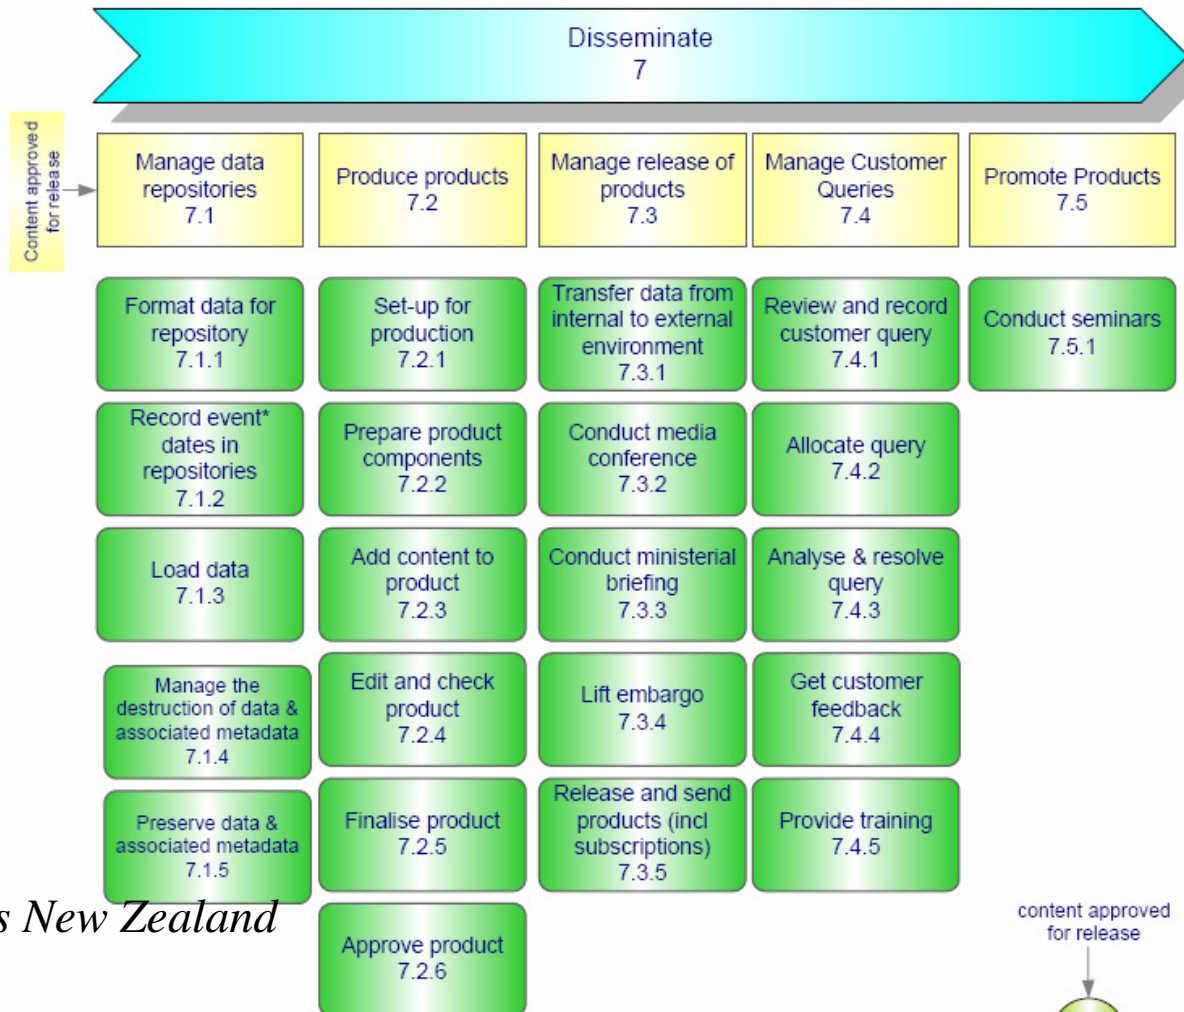 Disseminate
7
Content approved
for release
Manage data
repositories
7.1
Produce products
7.2
Manage release of
products
7.3
Manage Customer
Queries
7.4
Promote Products
7.5
Format data for
repository
7.1.1
Set-up for
production
7.2.1
Transfer data from
internal to external
environment
7.3.1
Review and record
customer query
7.4.1
Conduct seminars
7.5.1
Record event*
dates in
repositories
7.1.2
Prepare product
components
7.2.2
Conduct media
conference
7.3.2
Allocate query
7.4.2
Load data
7.1.3
Add content to
product
7.2.3
Conduct ministerial
briefing
7.3.3
Analyse & resolve
query
7.4.3
Manage the
destruction of data &
associated metadata
7.1.4
Edit and check
product
7.2.4
Lift embargo
7.3.4
Get customer
feedback
7.4.4
Preserve data &
associated metadata
7.1.5
Finalise product
7.2.5
Release and send
products (incl
subscriptions)
7.3.5
Provide training
7.4.5
s New Zealand
Approve product
7.2.6
content approved
for release